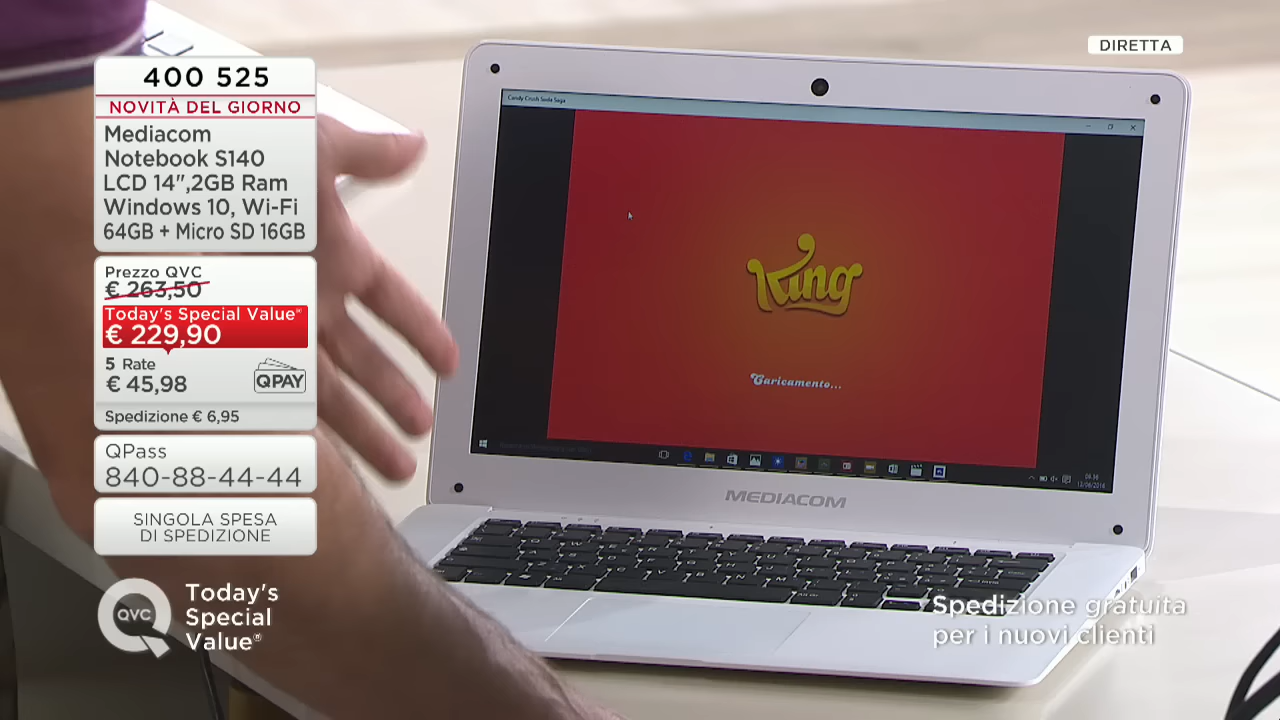 DIRETTA
400 525
NOVITÀ DEL GIORNO
Mediacom
Notebook S140
LCD 14",2GB Ram
Windows 10, Wi-Fi
64GB + Micro SD 16GB
Prezzo QVC
€ 263,50
Today's Special Value®
€ 229,90
5 Rate
€ 45,98
QPAY
Spedizione € 6,95
QPass
840-88-44-44
SINGOLA SPESA
DI SPEDIZIONE
QVC
Today's
Special
Value®
Candy Crush Soda Saga
King
Caricamento...
MEDIACOM
Spedizione gratuita
per i nuovi clienti